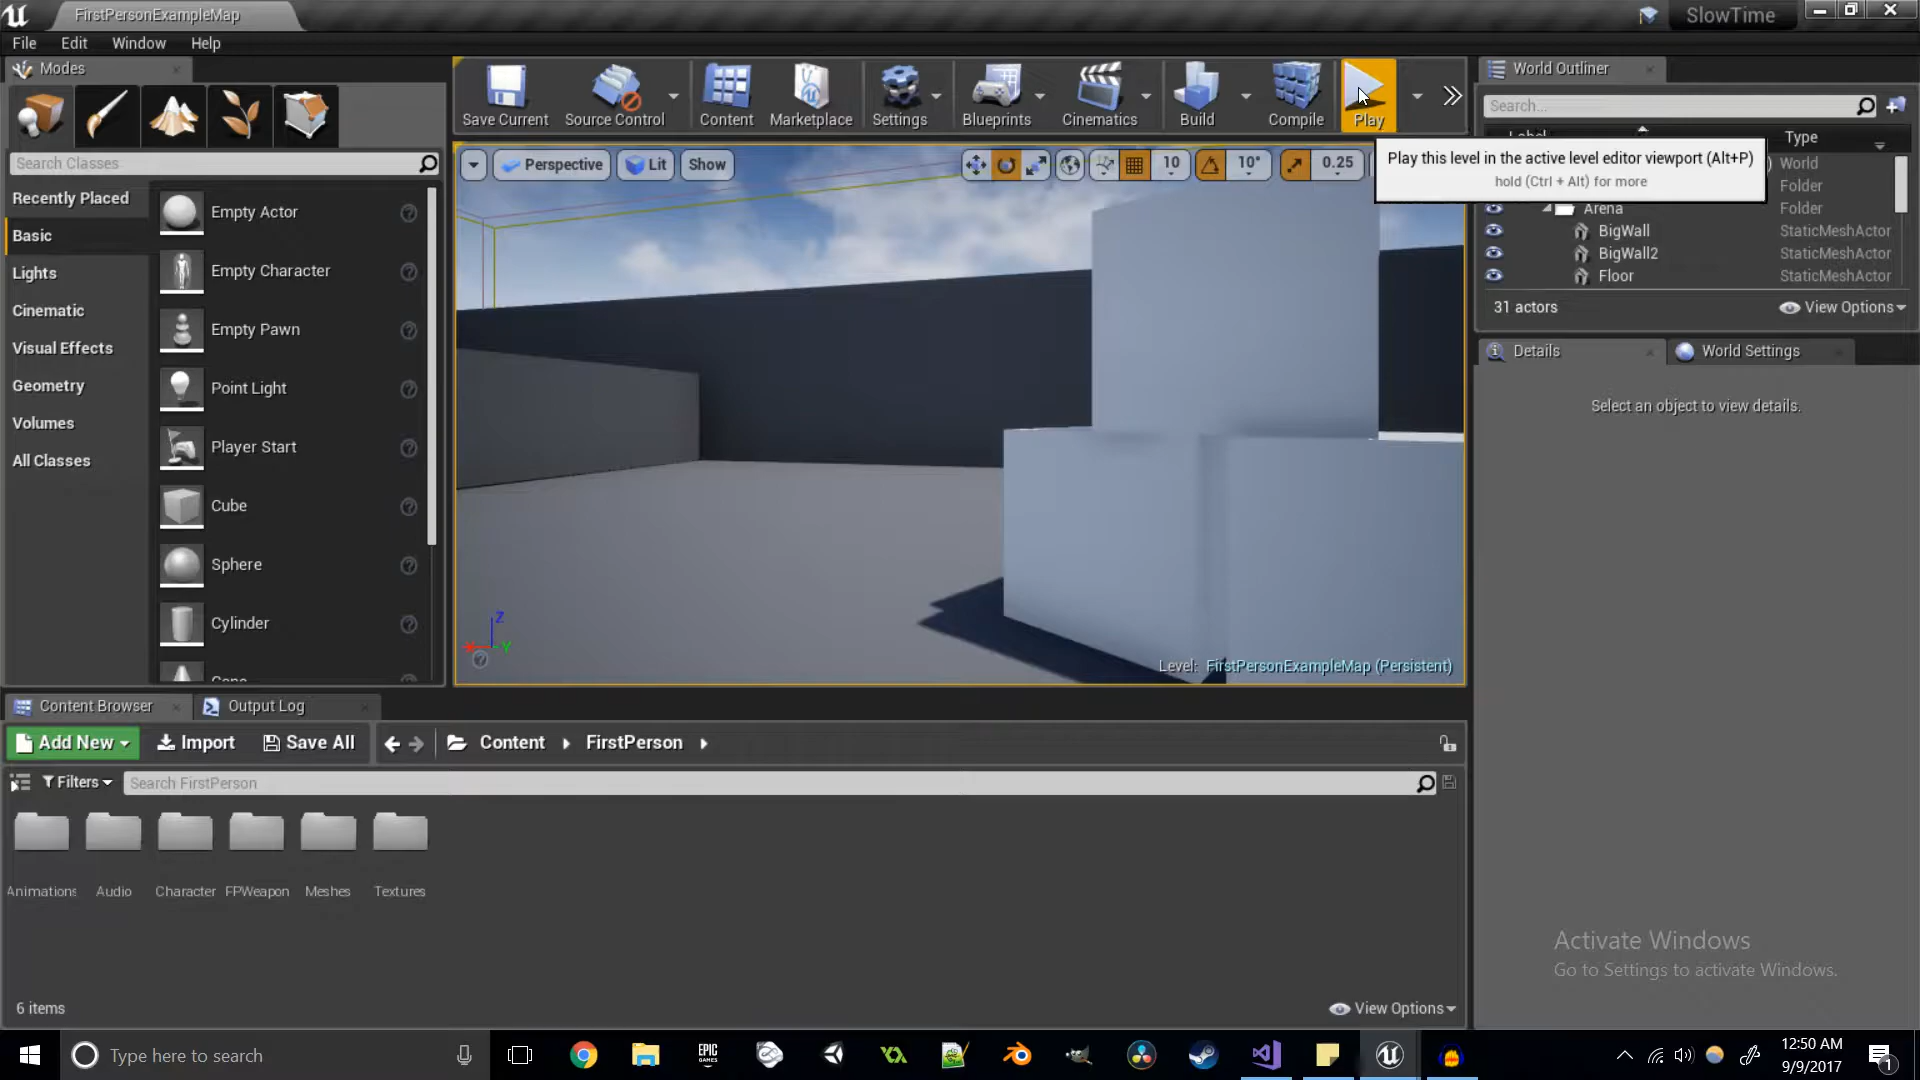 FirstPersonExampleMap
SlowTime
File Edit Window Help
Modes
Save Current
Source Control
Content
Marketplace
Settings
Blueprints
Cinematics
Build
Compile
Play
World Outliner
Search...
Type
Play this level in the active level editor viewport (Alt+P)
hold (Ctrl + Alt) for more
World
Folder
Arena Folder
BigWall StaticMeshActor
BigWall2 StaticMeshActor
Floor StaticMeshActor
31 actors
View Options
Search Classes
Recently Placed
Basic
Lights
Cinematic
Visual Effects
Geometry
Volumes
All Classes
Empty Actor
Empty Character
Empty Pawn
Point Light
Player Start
Cube
Sphere
Cylinder
Perspective
Lit
Show
10
10°
0.25
Z
Y
Level: FirstPersonExampleMap (Persistent)
Details
World Settings
Select an object to view details.
Content Browser
Output Log
Add New
Import
Save All
Content
FirstPerson
Filters
Search FirstPerson
Animations
Audio
Character
FPWeapon
Meshes
Textures
6 items
View Options
Activate Windows
Go to Settings to activate Windows.
Type here to search
EPIC
GAMES
12:50 AM
9/9/2017
1